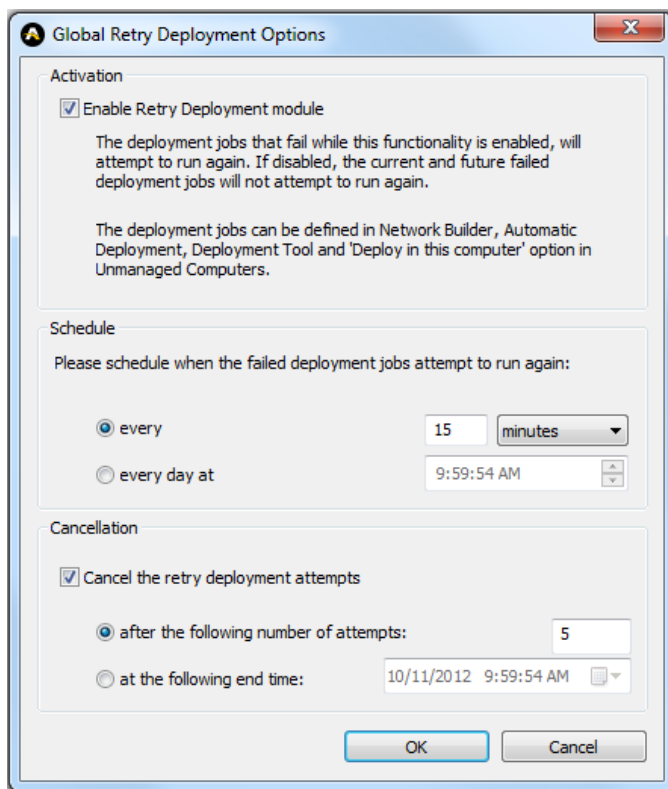 Global Retry Deployment Options
Activation
Enable Retry Deployment module
The deployment jobs that fail while this functionality is enabled, will
attempt to run again. If disabled, the current and future failed
deployment jobs will not attempt to run again.
The deployment jobs can be defined in Network Builder, Automatic
Deployment, Deployment Tool and 'Deploy in this computer' option in
Unmanaged Computers.
Schedule
Please schedule when the failed deployment jobs attempt to run again:
every 15 minutes
every day at 9:59:54 AM
Cancellation
Cancel the retry deployment attempts
after the following number of attempts: 5
at the following end time: 10/11/2012 9:59:54 AM
OK Cancel